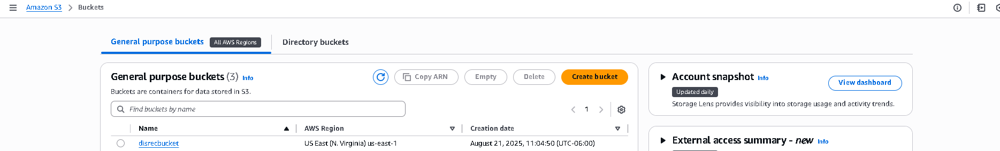 Amazon S3 > Buckets
General purpose buckets All AWS Regions Directory buckets
General purpose buckets (3) Info
Copy ARN Empty Delete Create bucket
Buckets are containers for data stored in S3.
Find buckets by name
1
Name AWS Region Creation date
disrecbucket US East (N. Virginia) us-east-1 August 21, 2025, 11:04:50 (UTC-06:00)
Account snapshot Info
View dashboard
Updated daily
Storage Lens provides visibility into storage usage and activity trends.
External access summary - new Info